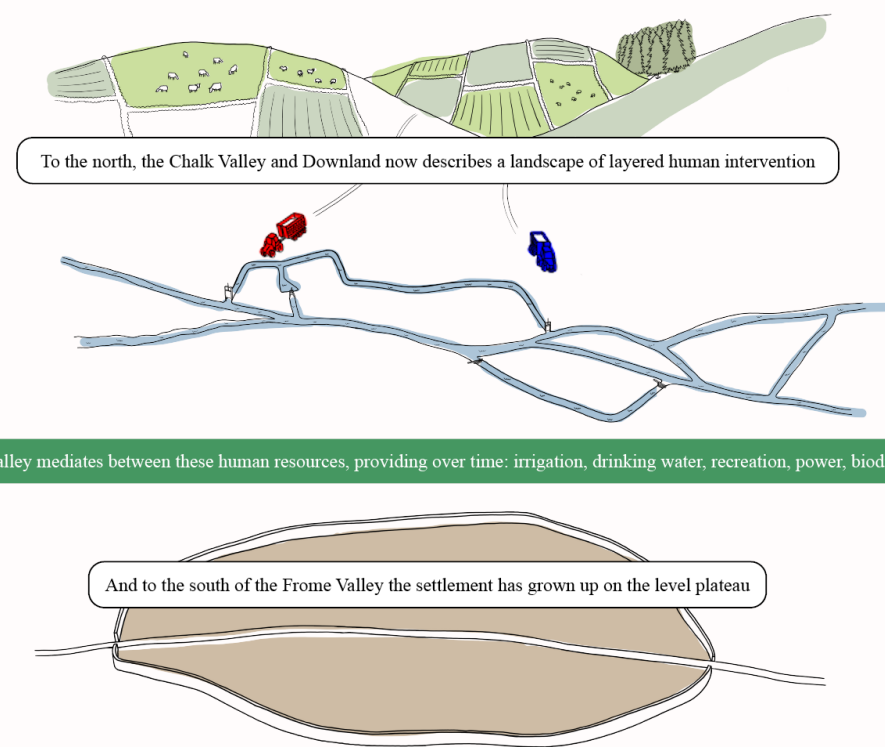 To the north, the Chalk Valley and Downland now describes a landscape of layered human intervention
alley mediates between these human resources, providing over time: irrigation, drinking water, recreation, power, biod
And to the south of the Frome Valley the settlement has grown up on the level plateau